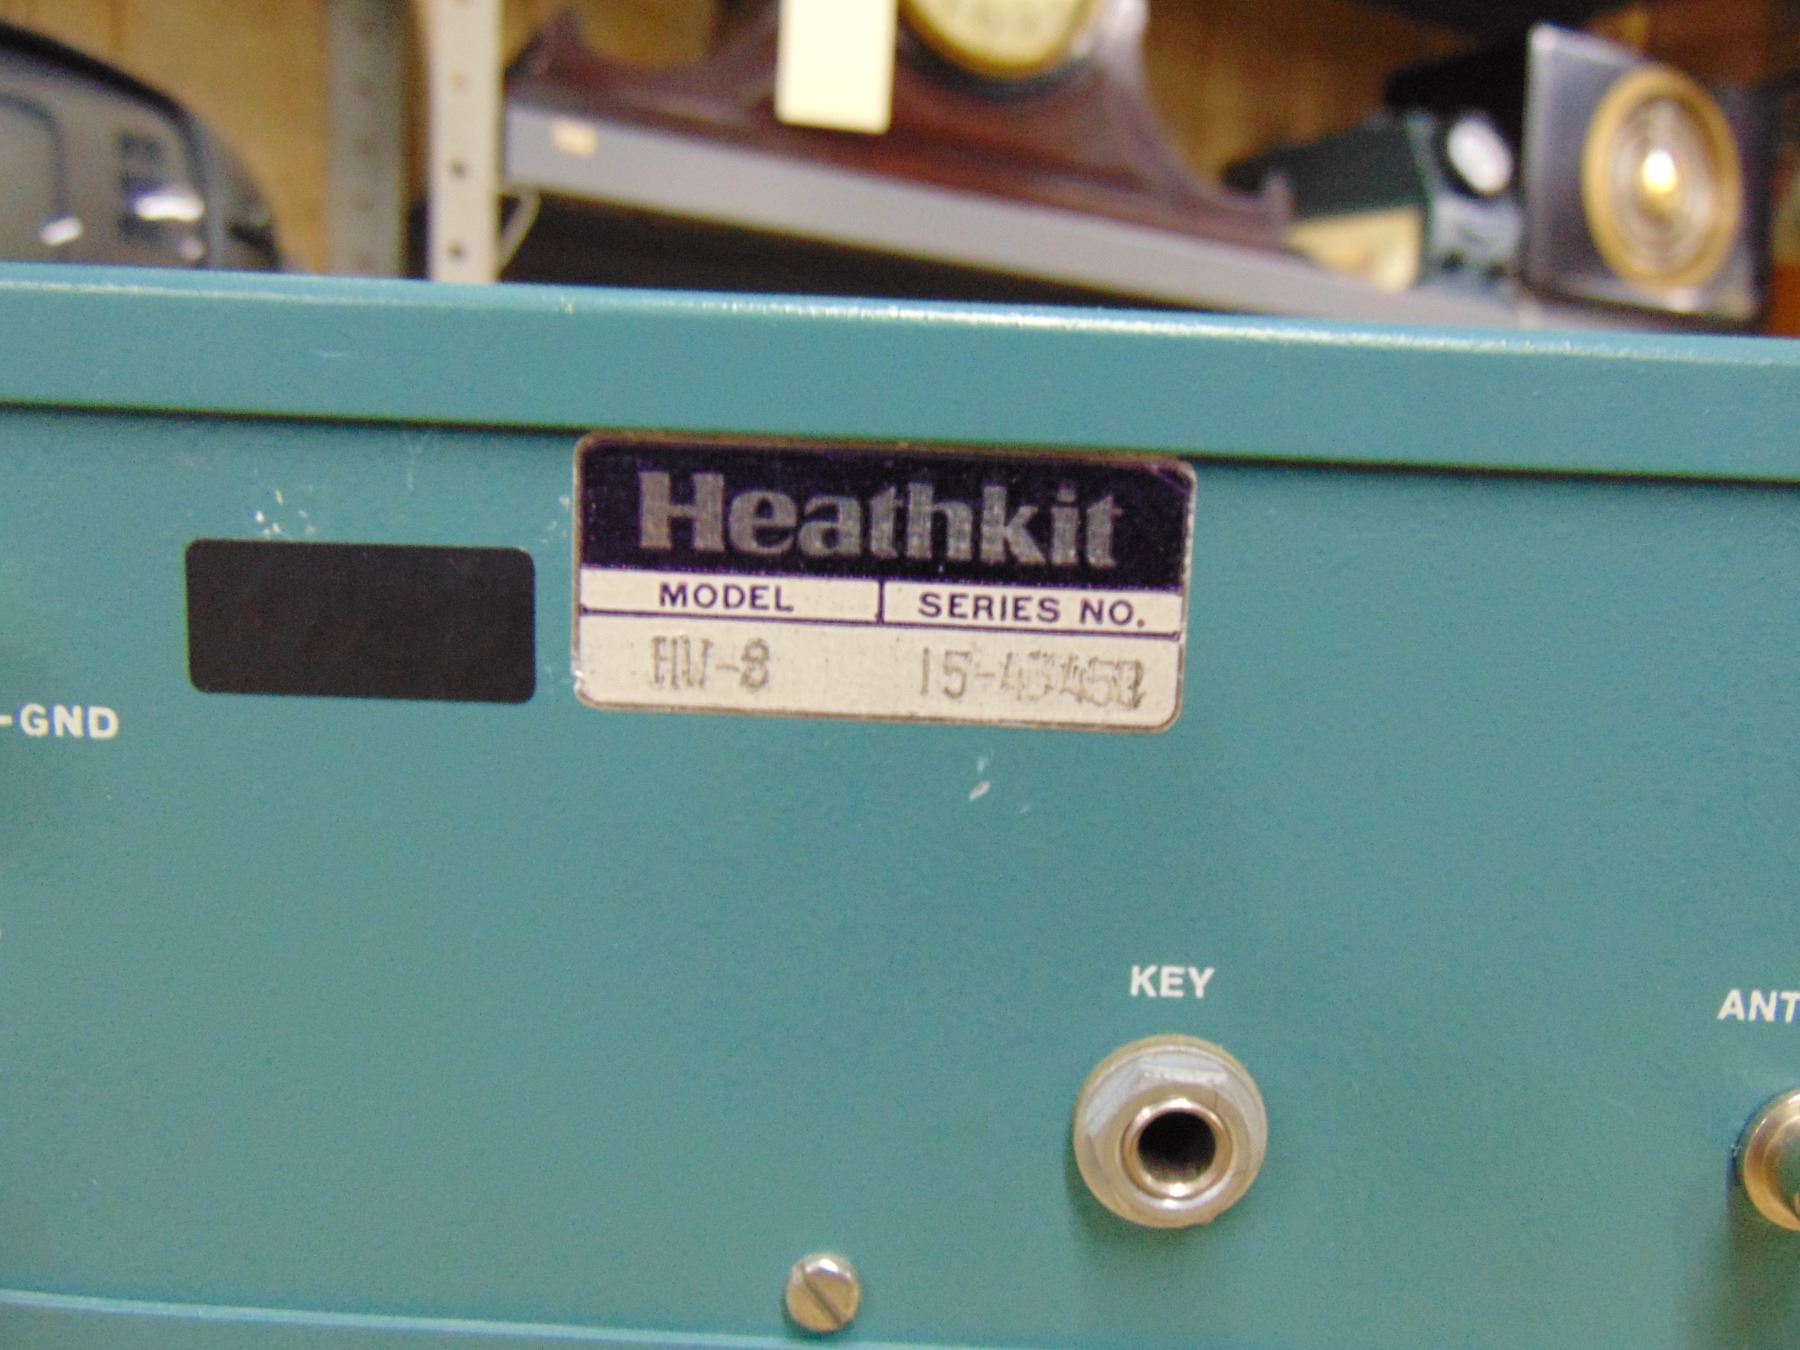 Heathkit
MODEL SERIES NO.
HW-8
-GND
KEY
ANT